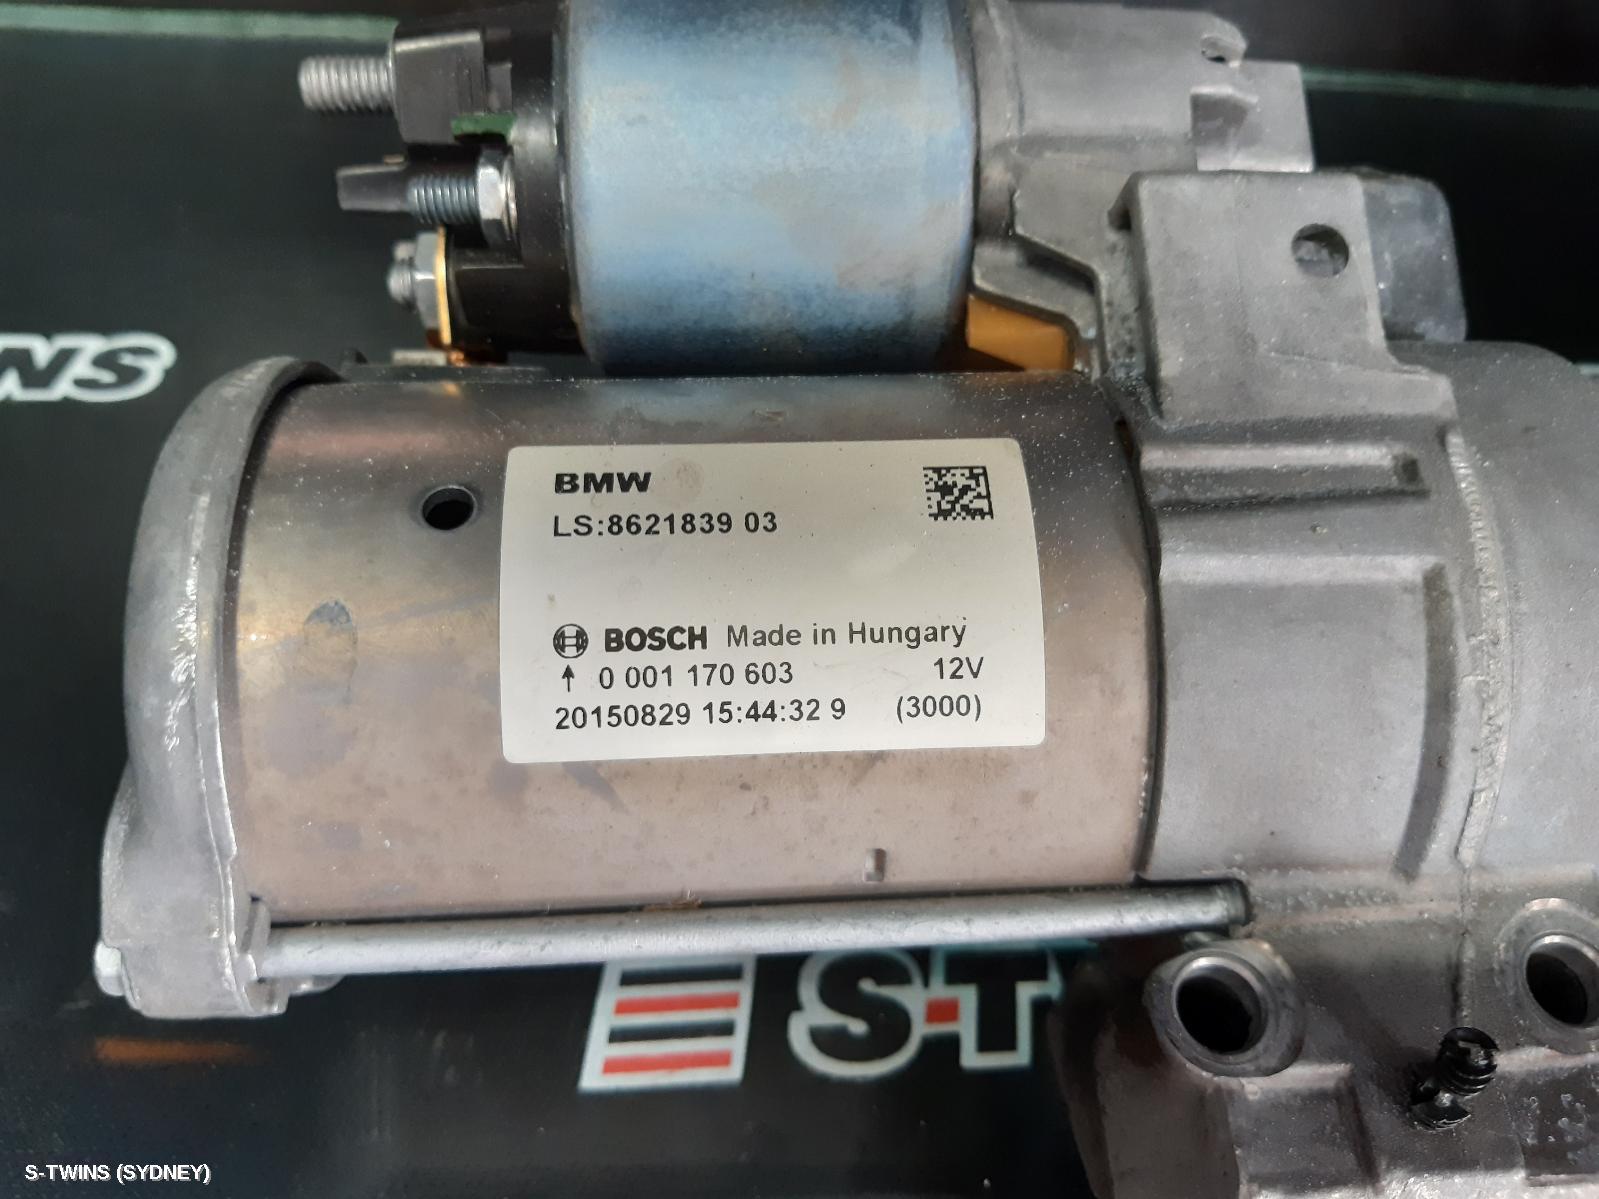 NS
BMW
LS:8621839 03
BOSCH Made in Hungary
0 001 170 603 12V
20150829 15:44:32 9 (3000)
S-T
S-TWINS (SYDNEY)